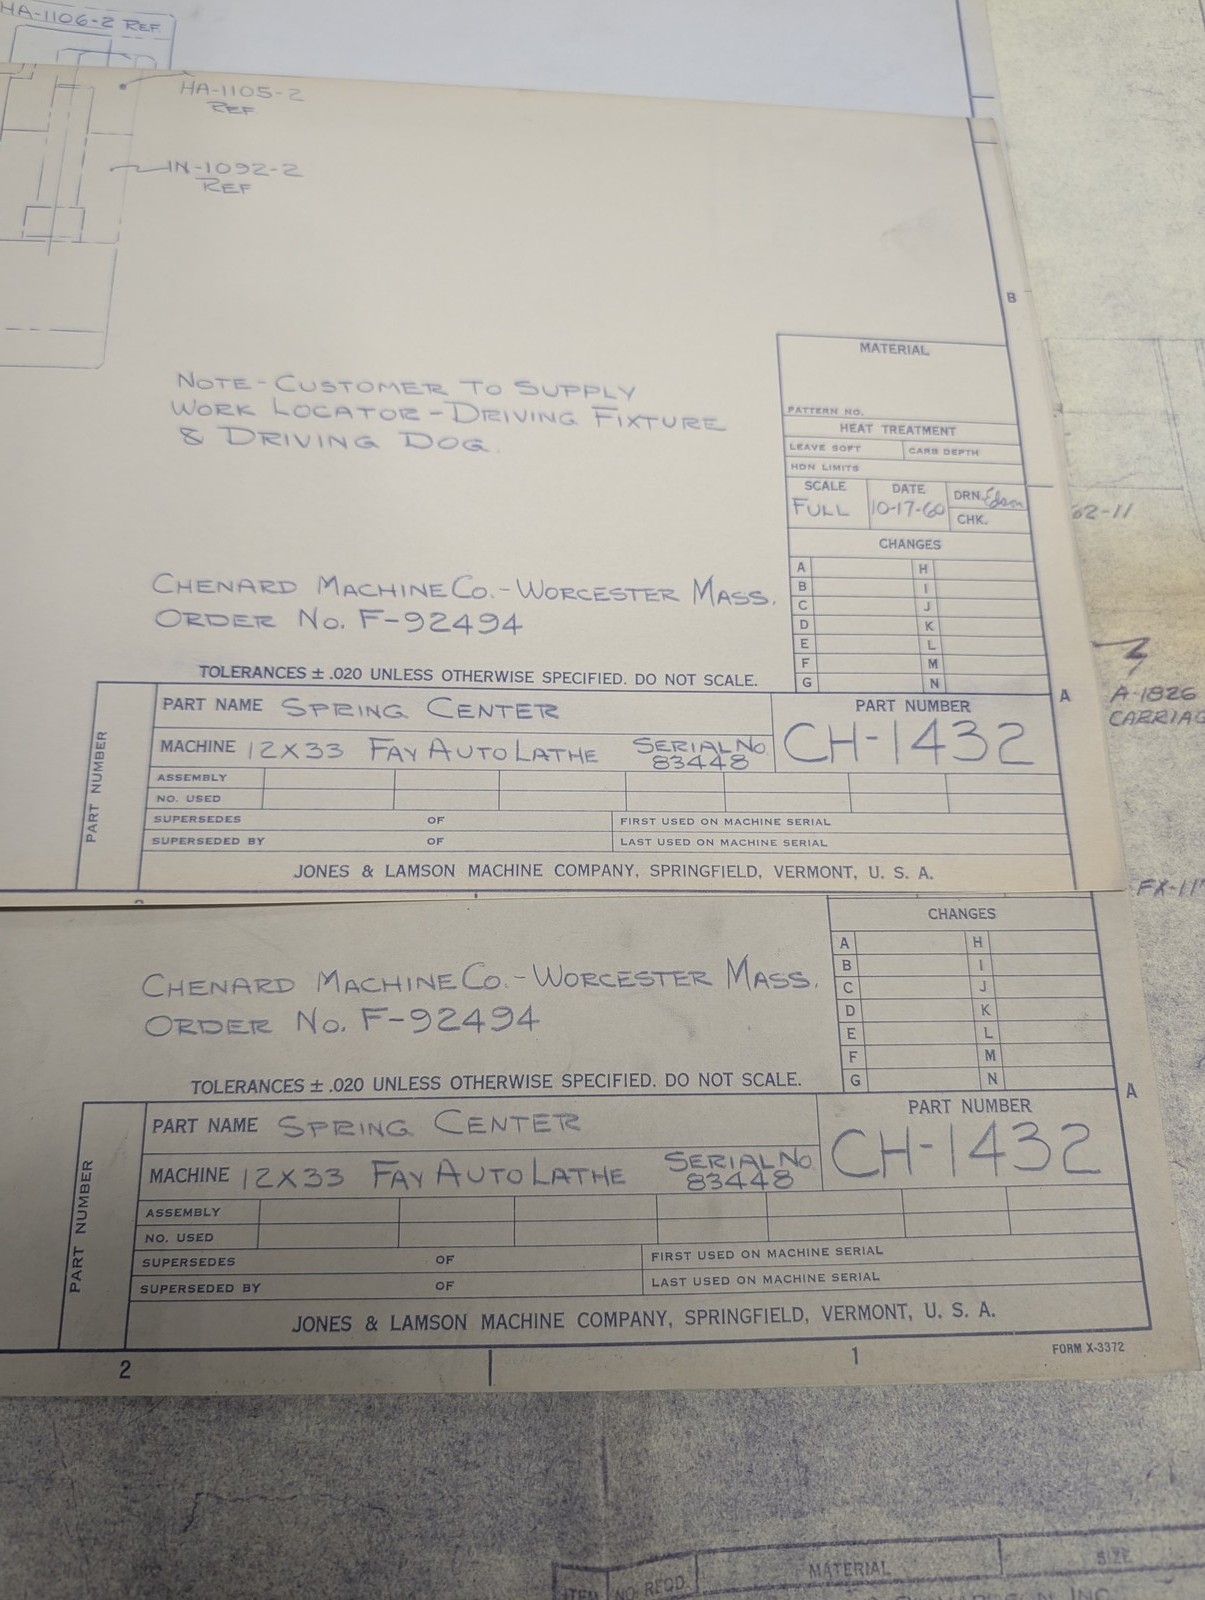 HA-1106-2 REF.
HA-1105-2
REF
IN-1092-2
REF
B
MATERIAL
PATTERN NO.
HEAT TREATMENT
LEAVE SOFT CARB DEPTH
HDN LIMITS
SCALE DATE DRN.
FULL 10-17-60 CHK.
NOTE-CUSTOMER TO SUPPLY
WORK LOCATOR-DRIVING FIXTURE
& DRIVING DOG.
62-11
CHANGES
A H
B I
C J
D K
E L
F M
G N
CHENARD MACHINE CO.-WORCESTER MASS.
ORDER NO. F-92494
TOLERANCES ± .020 UNLESS OTHERWISE SPECIFIED. DO NOT SCALE.
A
A-1826
CARRIAG
PART NUMBER
PART NAME SPRING CENTER
PART NUMBER
CH-1432
MACHINE 12X33 FAY AUTO LATHE SERIAL NO.
83448
ASSEMBLY
NO. USED
SUPERSEDES OF FIRST USED ON MACHINE SERIAL
SUPERSEDED BY OF LAST USED ON MACHINE SERIAL
JONES & LAMSON MACHINE COMPANY, SPRINGFIELD, VERMONT, U. S. A.
FX-11
CHANGES
A H
B I
C J
D K
E L
F M
G N
CHENARD MACHINE CO.-WORCESTER MASS.
ORDER NO. F-92494
TOLERANCES ± .020 UNLESS OTHERWISE SPECIFIED. DO NOT SCALE.
A
PART NUMBER
PART NAME SPRING CENTER
PART NUMBER
CH-1432
MACHINE 12X33 FAY AUTO LATHE SERIAL NO.
83448
ASSEMBLY
NO. USED
SUPERSEDES OF FIRST USED ON MACHINE SERIAL
SUPERSEDED BY OF LAST USED ON MACHINE SERIAL
JONES & LAMSON MACHINE COMPANY, SPRINGFIELD, VERMONT, U. S. A.
FORM X-3372
2 1
ITEM NO. REQD. MATERIAL SIZE
INC.